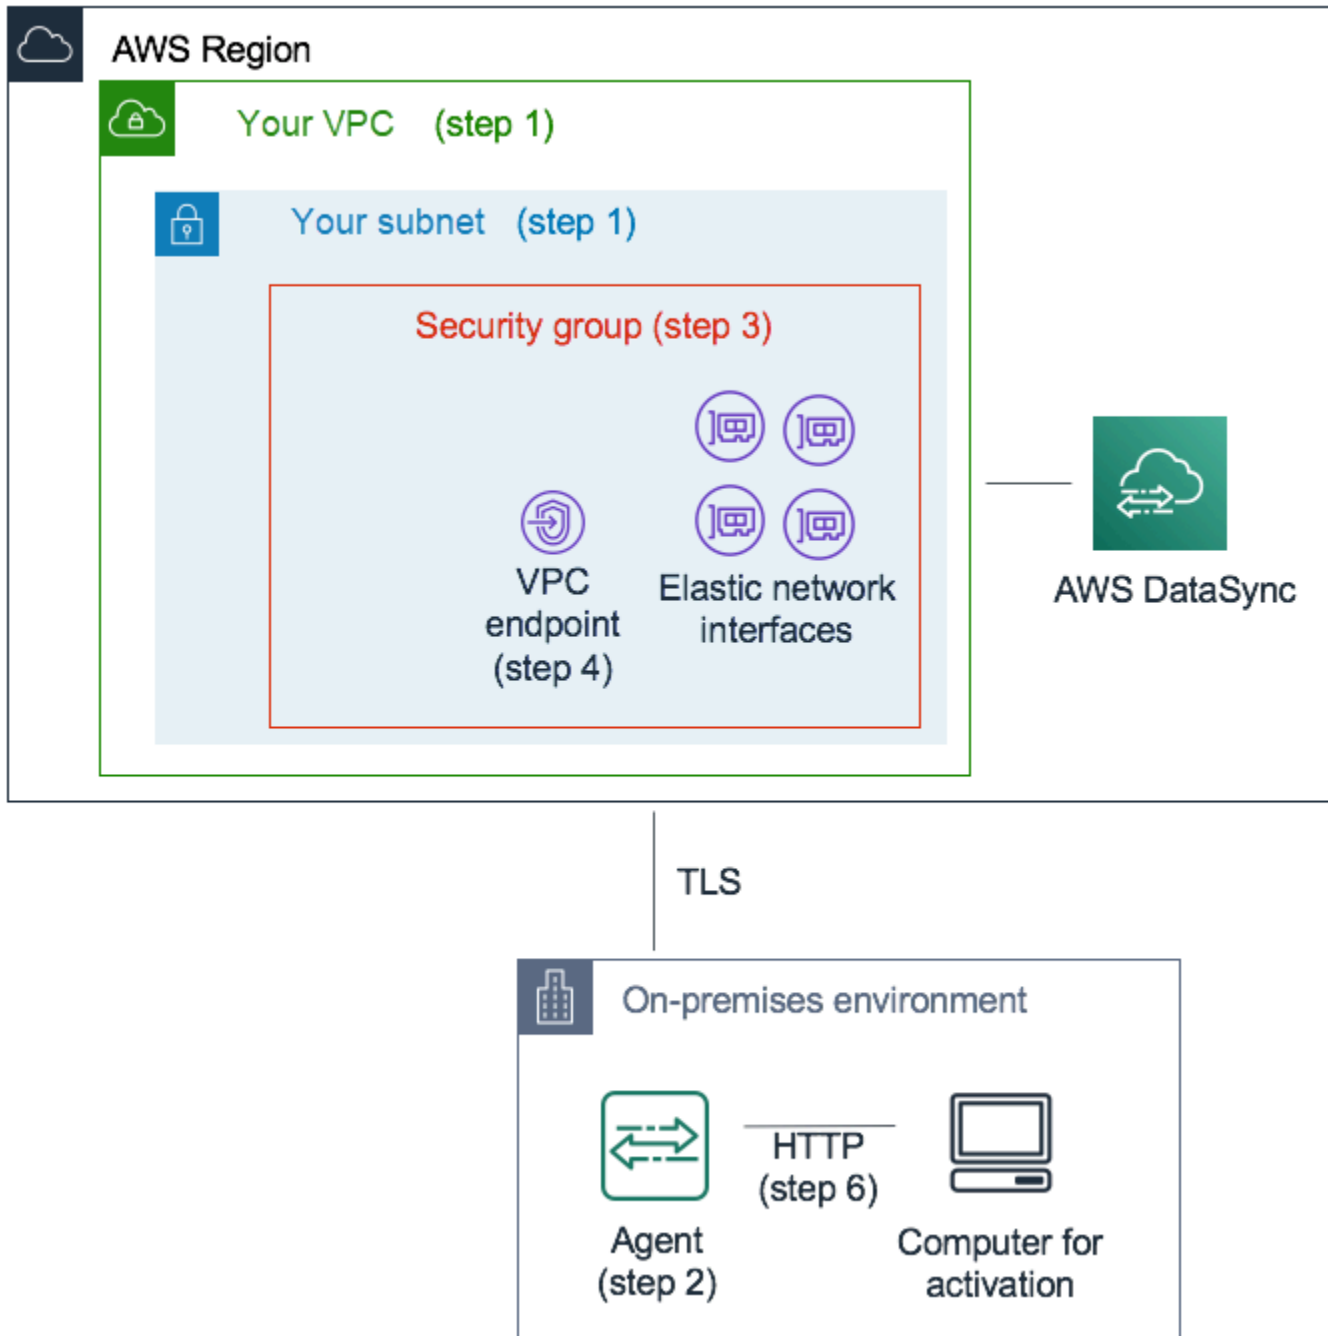 AWS Region
Your VPC (step 1)
Your subnet (step 1)
Security group (step 3)
VPC
endpoint
(step 4)
Elastic network
interfaces
AWS DataSync
TLS
On-premises environment
HTTP
(step 6)
Agent
(step 2)
Computer for
activation